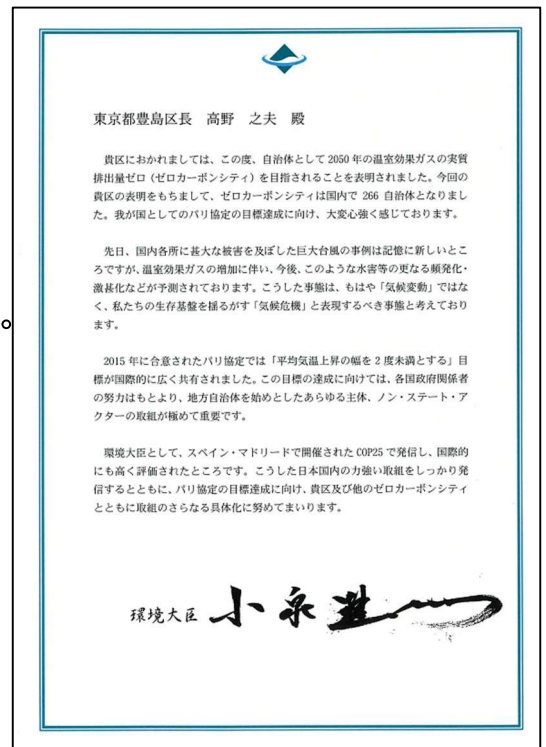 東京都豊島区長　高野　之夫　殿
貴区におかれましては、この度、自治体として 2050 年の温室効果ガスの実質
排出量ゼロ（ゼロカーボンシティ）を目指されることを表明されました。今回の
貴区の表明をもちまして、ゼロカーボンシティは国内で 266 自治体となりまし
た。我が国としてのパリ協定の目標達成に向け、大変心強く感じております。
先日、国内各所に甚大な被害を及ぼした巨大台風の事例は記憶に新しいとこ
ろですが、温室効果ガスの増加に伴い、今後、このような水害等の更なる頻発化・
激甚化などが予測されております。こうした事態は、もはや「気候変動」ではな
く、私たちの生存基盤を揺るがす「気候危機」と表現するべき事態と考えており
ます。
2015 年に合意されたパリ協定では「平均気温上昇の幅を 2 度未満とする」目
標が国際的に広く共有されました。この目標の達成に向けては、各国政府関係者
の努力はもとより、地方自治体を始めとしたあらゆる主体、ノン・ステート・ア
クターの取組が極めて重要です。
環境大臣として、スペイン・マドリードで開催された COP25 で発信し、国際的
にも高く評価されたところです。こうした日本国内の力強い取組をしっかり発
信するとともに、パリ協定の目標達成に向け、貴区及び他のゼロカーボンシティ
とともに取組のさらなる具体化に努めてまいります。
環境大臣 小泉進
。